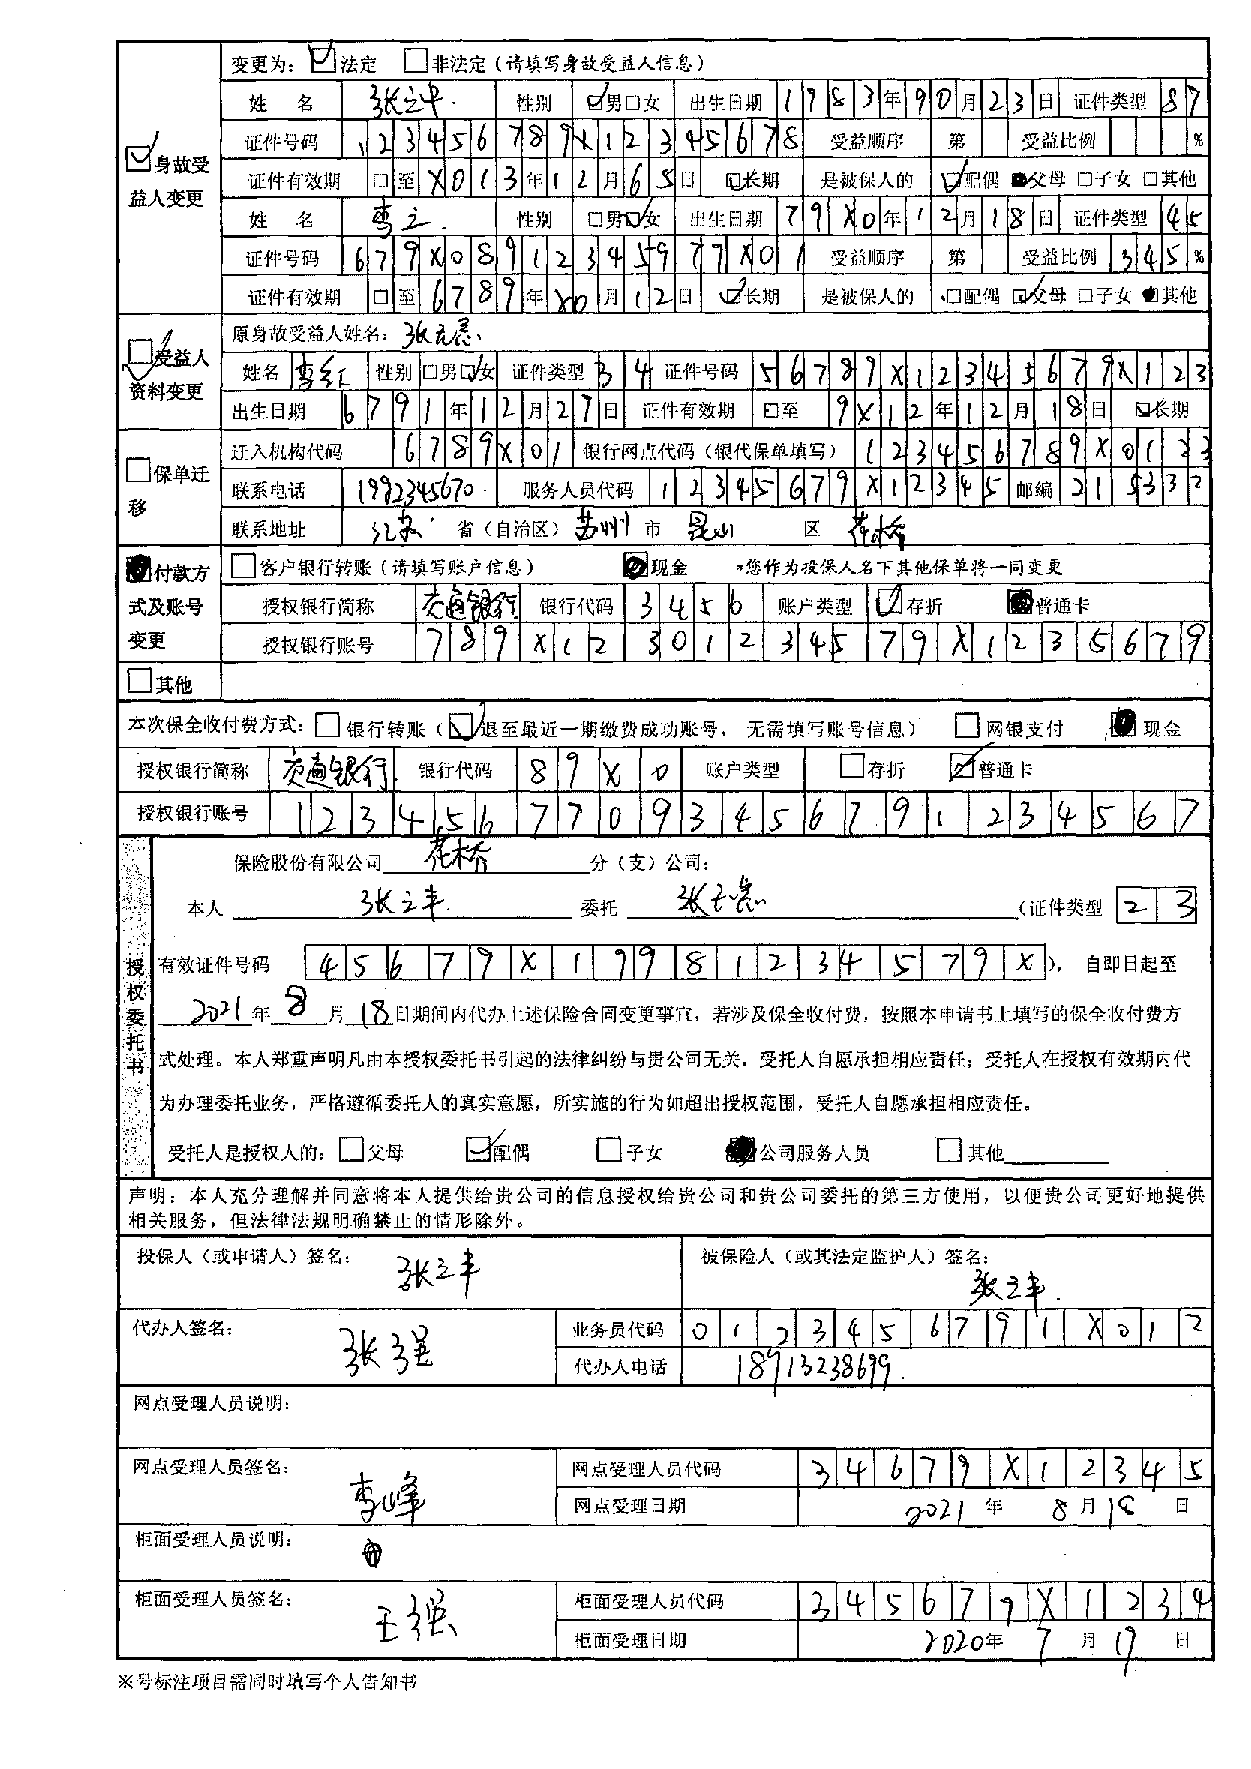 变更为: 法定 非法定（请填写身故受益人信息）
身故受益人变更
姓 名 张立平 性别 男 女 出生日期 1983年90月23日 证件类型 87
证件号码 123456789X12345678 受益顺序 第 受益比例 %
证件有效期 至 X013年12月65日 长期 是被保人的 配偶 父母 子女 其他
姓 名 李立 性别 男 女 出生日期 79X0年12月18日 证件类型 45
证件号码 679X08912345977X01 受益顺序 第 受益比例 345%
证件有效期 至 6789年X0月12日 长期 是被保人的 配偶 父母 子女 其他
受益人资料变更
原身故受益人姓名: 张志忠
姓名 李红 性别 男 女 证件类型 34 证件号码 56789X12345679X123
出生日期 6791年12月27日 证件有效期 至 9X12年12月18日 长期
保单迁移
迁入机构代码 6789X01 银行网点代码（银代保单填写） 123456789X0123
联系电话 1992345670 服务人员代码 12345679X12345 邮编 215332
联系地址 江苏 省（自治区） 苏州 市 昆山 区 花桥
付款方式及账号变更
客户银行转账（请填写账户信息） 现金 *您作为投保人名下其他保单将一同变更
授权银行简称 交通银行 银行代码 3456 账户类型 存折 普通卡
授权银行账号 789X12301234579X1235679
其他
本次保全收付费方式: 银行转账（ 退至最近一期缴费成功账号, 无需填写账号信息） 网银支付 现金
授权银行简称 交通银行 银行代码 89X0 账户类型 存折 普通卡
授权银行账号 12345677093456791234567
授权委托书
保险股份有限公司 花桥 分（支）公司:
本人 张立丰 委托 张志忠 （证件类型 23
有效证件号码 45679X19981234579X ）, 自即日起至
2021 年 8 月 18 日期间内代办上述保险合同变更事宜, 若涉及保全收付费, 按照本申请书上填写的保全收付费方
式处理。本人郑重声明凡由本授权委托书引起的法律纠纷与贵公司无关, 受托人自愿承担相应责任; 受托人在授权有效期内代
为办理委托业务, 严格遵循委托人的真实意愿, 所实施的行为如超出授权范围, 受托人自愿承担相应责任。
受托人是授权人的: 父母 配偶 子女 公司服务人员 其他
声明: 本人充分理解并同意将本人提供给贵公司的信息授权给贵公司和贵公司委托的第三方使用, 以便贵公司更好地提供
相关服务, 但法律法规明确禁止的情形除外。
投保人（或申请人）签名: 张立丰 被保险人（或其法定监护人）签名: 张立丰
代办人签名: 张强 业务员代码 0123456791X012
代办人电话 18913238699
网点受理人员说明:
网点受理人员签名: 李峰 网点受理人员代码 34679X12345
网点受理日期 2021 年 8 月 18 日
柜面受理人员说明:
柜面受理人员签名: 王强 柜面受理人员代码 345679X1234
柜面受理日期 2020 年 7 月 19 日
※号标注项目需同时填写个人告知书